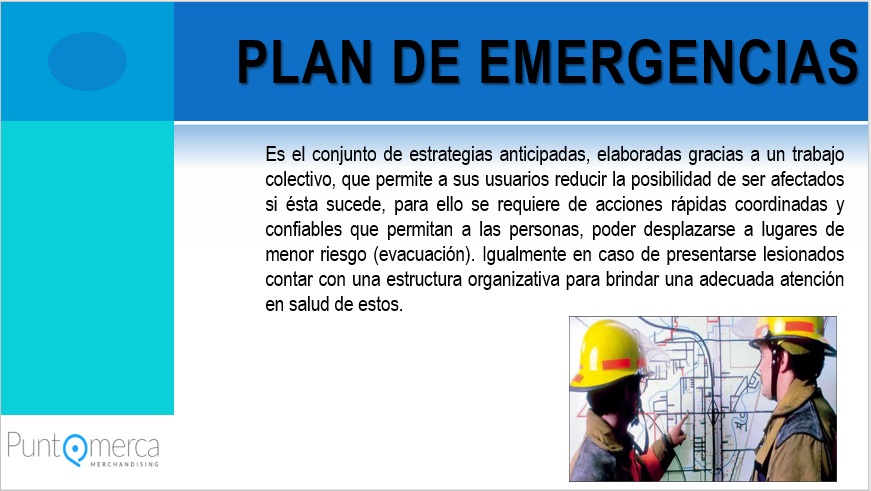 PLAN DE EMERGENCIAS
Es el conjunto de estrategias anticipadas, elaboradas gracias a un trabajo
colectivo, que permite a sus usuarios reducir la posibilidad de ser afectados
si ésta sucede, para ello se requiere de acciones rápidas coordinadas y
confiables que permitan a las personas, poder desplazarse a lugares de
menor riesgo (evacuación). Igualmente en caso de presentarse lesionados
contar con una estructura organizativa para brindar una adecuada atención
en salud de estos.
Puntomerca
MERCHANDISING